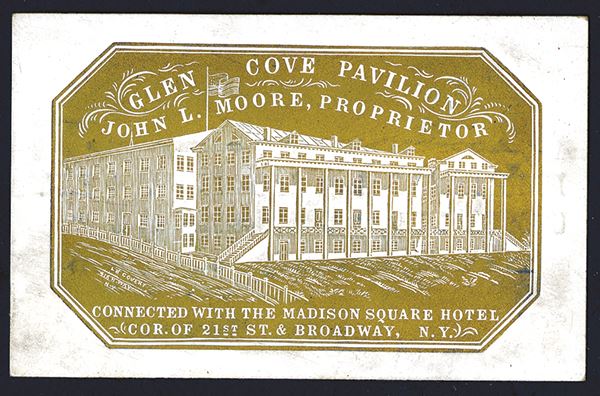 GLEN COVE PAVILION
JOHN L. MOORE, PROPRIETOR
CONNECTED WITH THE MADISON SQUARE HOTEL
COR. OF 21ST ST. & BROADWAY, N.Y.